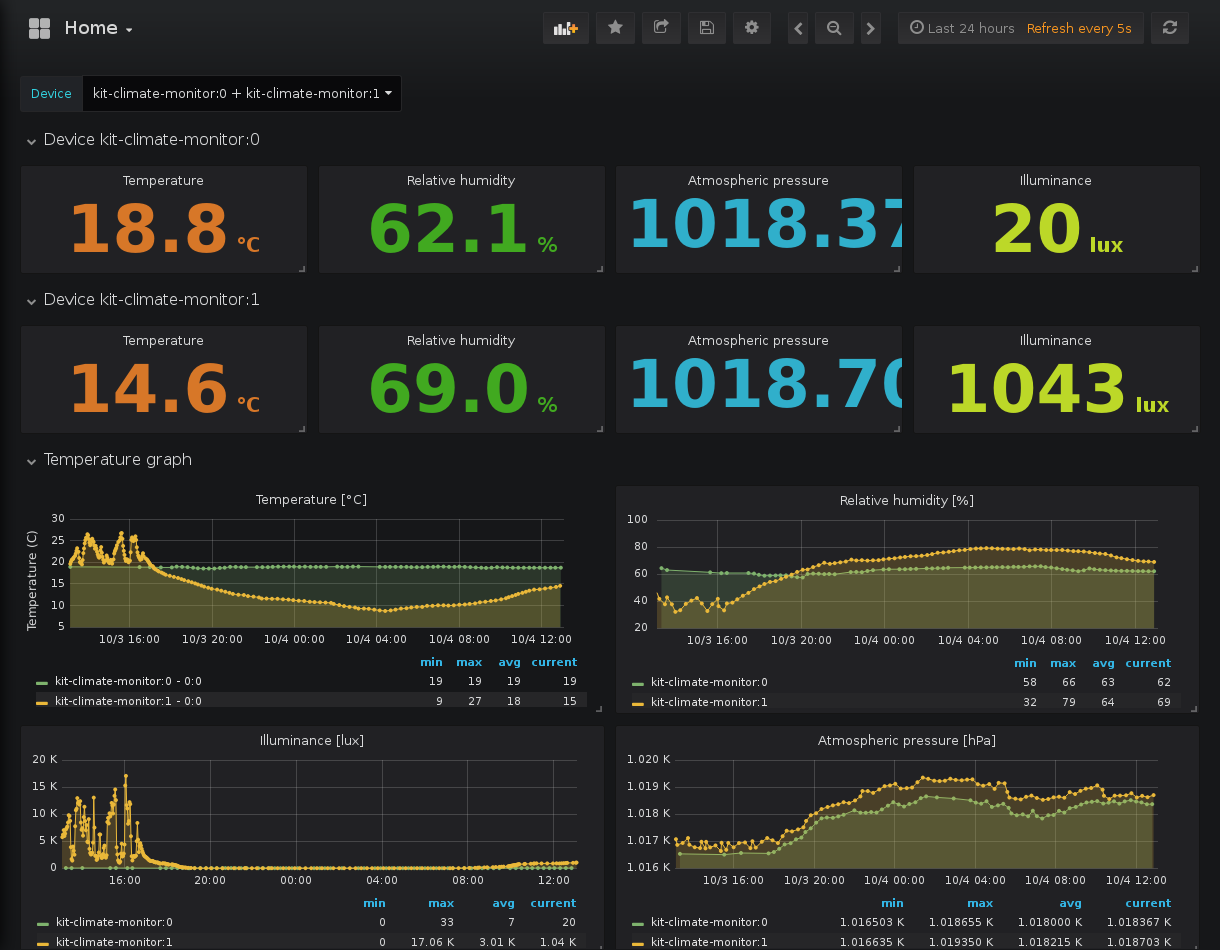 Home
Last 24 hours Refresh every 5s
Device kit-climate-monitor:0 + kit-climate-monitor:1
Device kit-climate-monitor:0
Temperature Relative humidity Atmospheric pressure Illuminance
18.8 °C 62.1 % 1018.37 20 lux
Device kit-climate-monitor:1
Temperature Relative humidity Atmospheric pressure Illuminance
14.6 °C 69.0 % 1018.70 1043 lux
Temperature graph
Temperature [°C]
Temperature (C)
30
25
20
15
10
5
10/3 16:00 10/3 20:00 10/4 00:00 10/4 04:00 10/4 08:00 10/4 12:00
min max avg current
kit-climate-monitor:0 - 0:0 19 19 19 19
kit-climate-monitor:1 - 0:0 9 27 18 15
Relative humidity [%]
100
80
60
40
20
10/3 16:00 10/3 20:00 10/4 00:00 10/4 04:00 10/4 08:00 10/4 12:00
min max avg current
kit-climate-monitor:0 58 66 63 62
kit-climate-monitor:1 32 79 64 69
Illuminance [lux]
20 K
15 K
10 K
5 K
0
16:00 20:00 00:00 04:00 08:00 12:00
min max avg current
kit-climate-monitor:0 0 33 7 20
kit-climate-monitor:1 0 17.06 K 3.01 K 1.04 K
Atmospheric pressure [hPa]
1.020 K
1.019 K
1.018 K
1.017 K
1.016 K
10/3 16:00 10/3 20:00 10/4 00:00 10/4 04:00 10/4 08:00 10/4 12:00
min max avg current
kit-climate-monitor:0 1.016503 K 1.018655 K 1.018000 K 1.018367 K
kit-climate-monitor:1 1.016635 K 1.019350 K 1.018215 K 1.018703 K